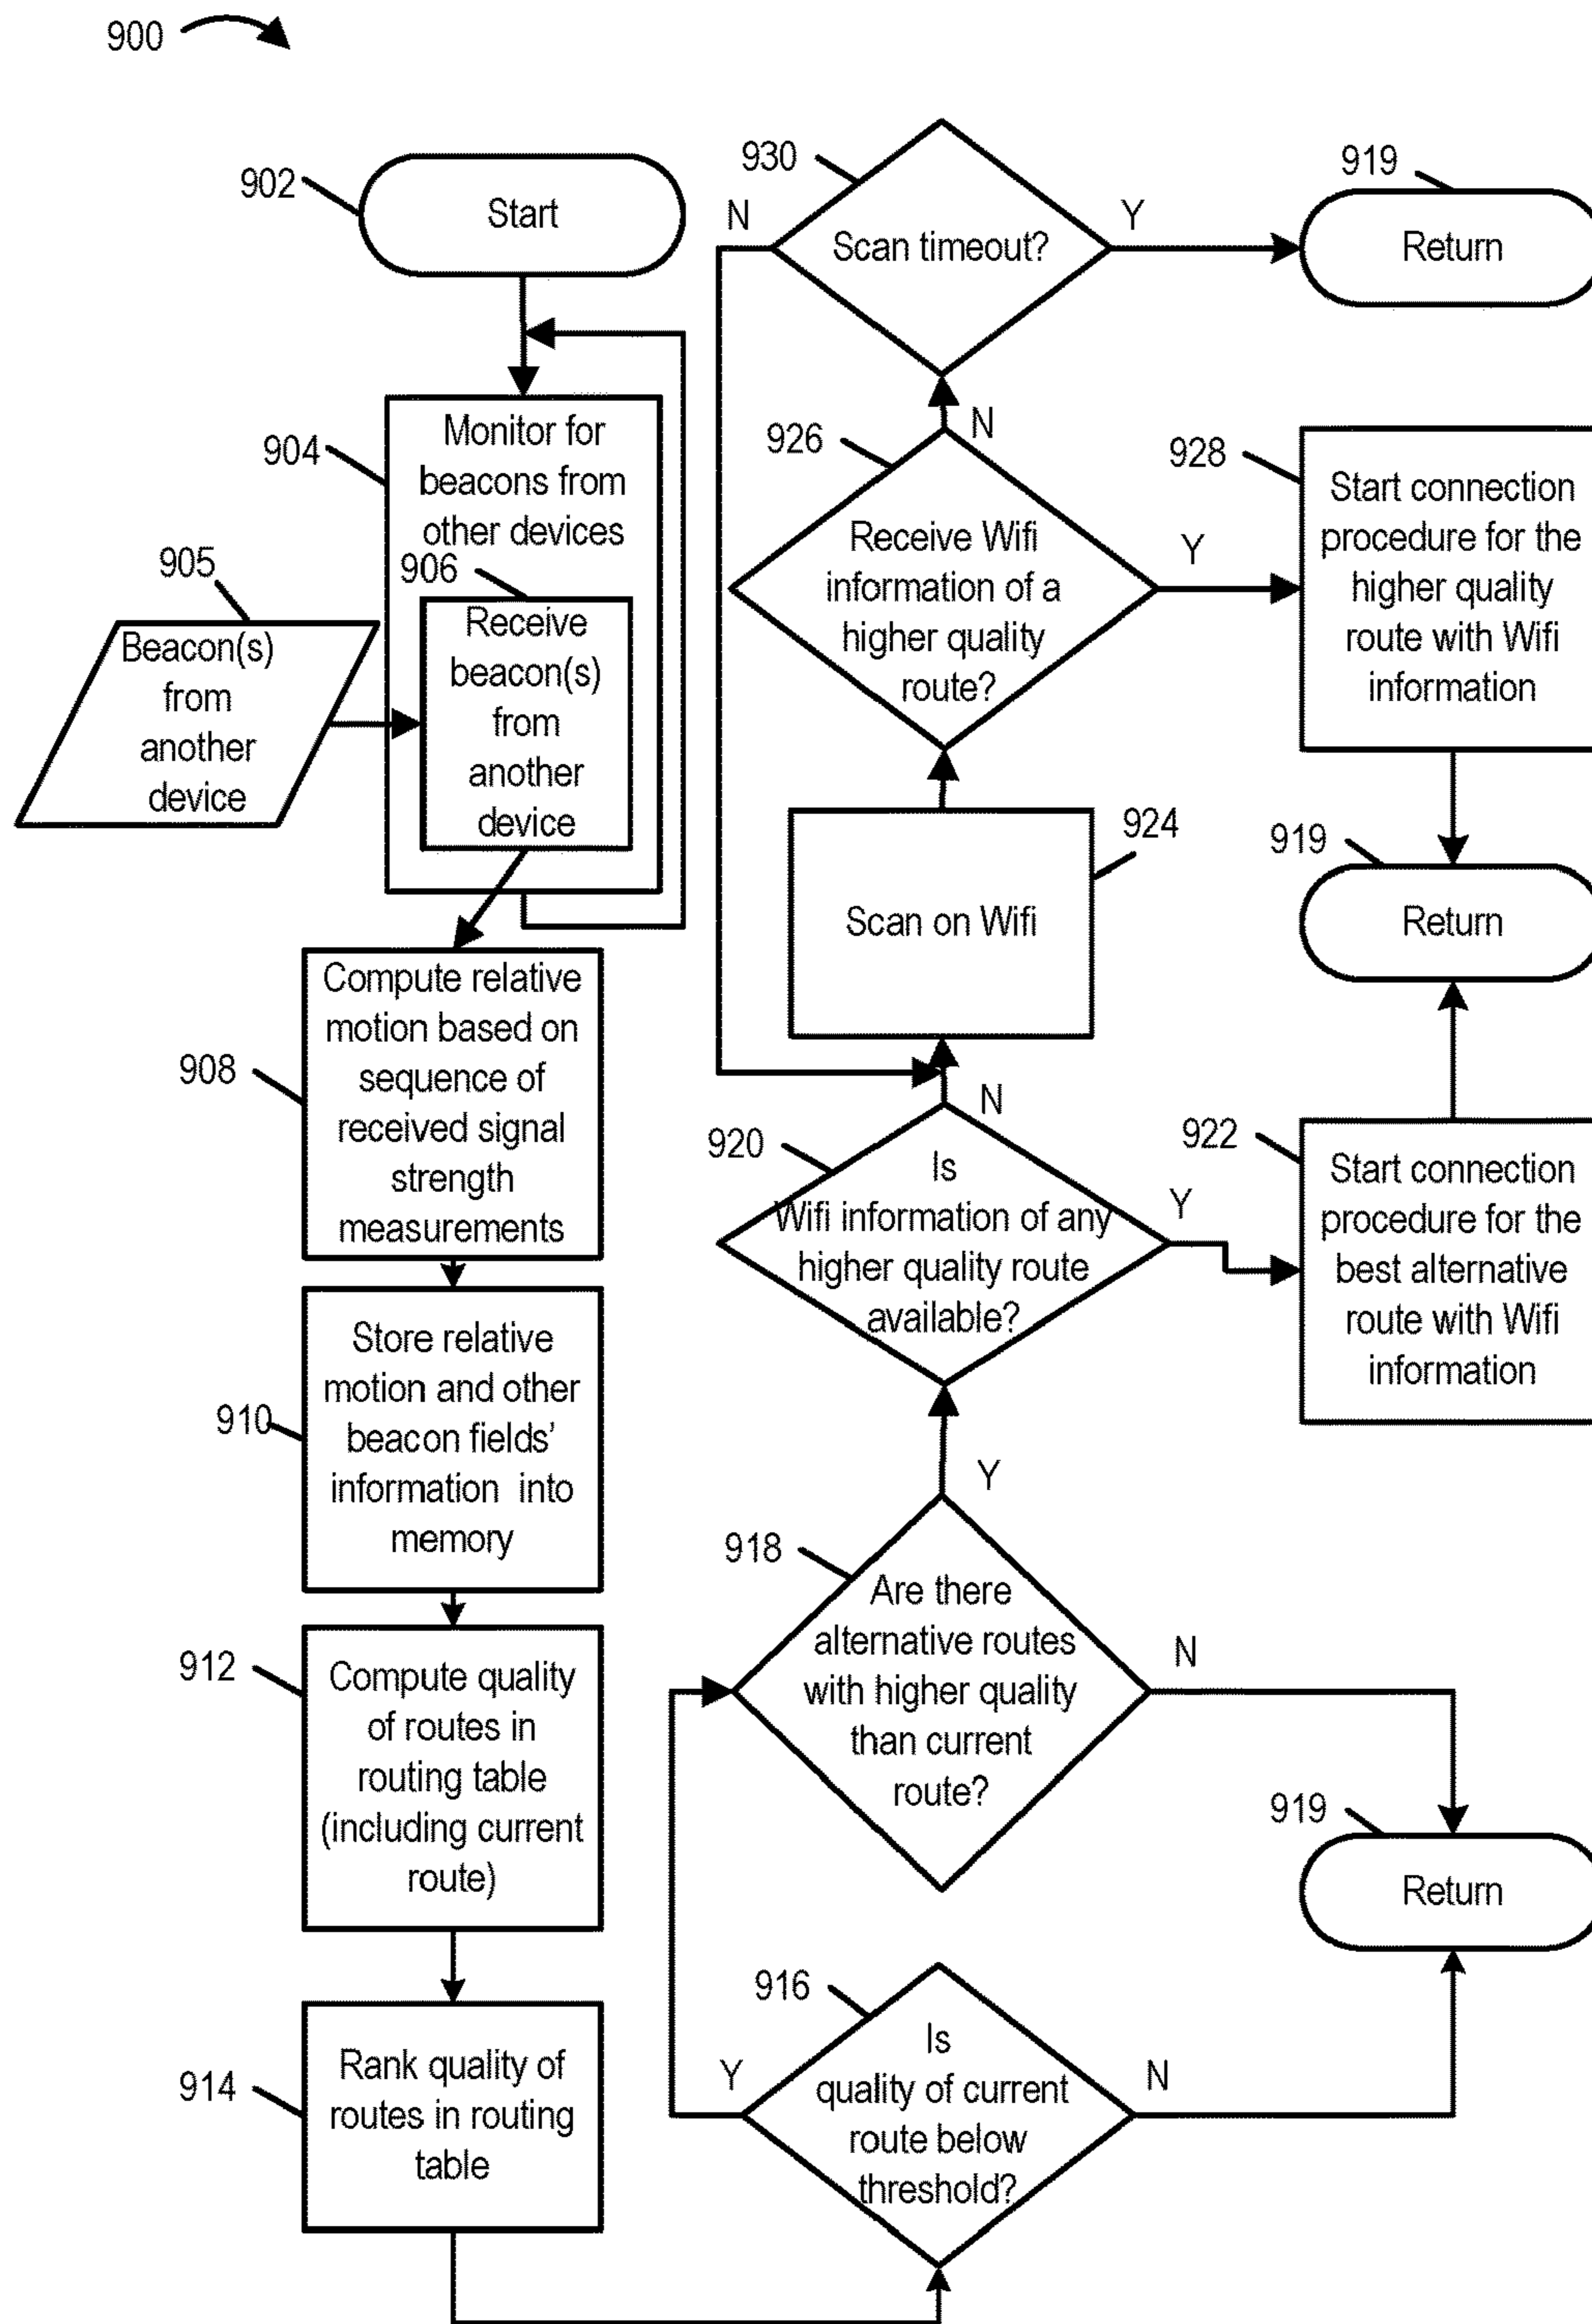 900
902
Start
904
Monitor for
beacons from
other devices
905
Beacon(s)
from
another
device
906
Receive
beacon(s)
from
another
device
908
Compute relative
motion based on
sequence of
received signal
strength
measurements
910
Store relative
motion and other
beacon fields'
information into
memory
912
Compute quality
of routes in
routing table
(including current
route)
914
Rank quality of
routes in routing
table
930
Scan timeout?
N
Y
919
Return
926
Receive Wifi
information of a
higher quality
route?
N
Y
928
Start connection
procedure for the
higher quality
route with Wifi
information
924
Scan on Wifi
919
Return
920
Is
Wifi information of any
higher quality route
available?
N
Y
922
Start connection
procedure for the
best alternative
route with Wifi
information
918
Are there
alternative routes
with higher quality
than current
route?
Y
N
919
Return
916
Is
quality of current
route below
threshold?
Y
N